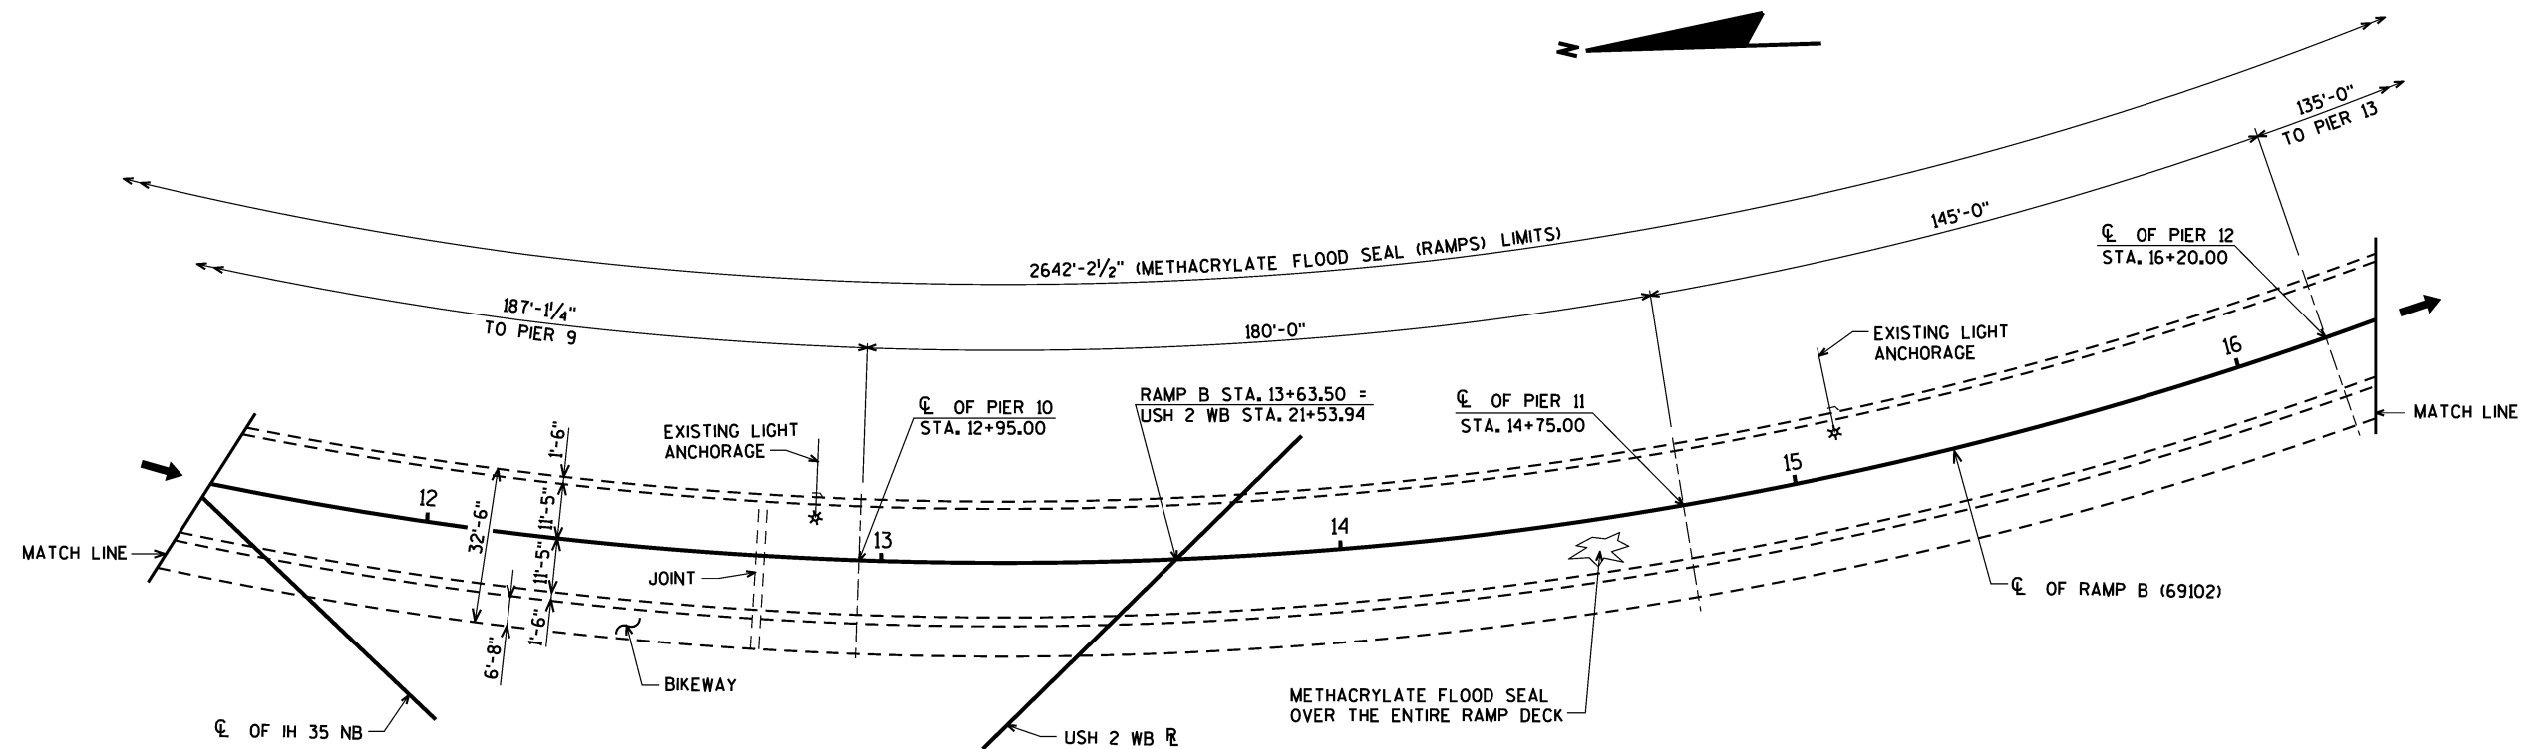 N
135'-0"
TO PIER 13
2642'-2½" (METHACRYLATE FLOOD SEAL (RAMPS) LIMITS)
145'-0"
187'-1¼"
TO PIER 9
180'-0"
℄ OF PIER 12
STA. 16+20.00
EXISTING LIGHT
ANCHORAGE
16
RAMP B STA. 13+63.50 =
USH 2 WB STA. 21+53.94
℄ OF PIER 11
STA. 14+75.00
℄ OF PIER 10
STA. 12+95.00
EXISTING LIGHT
ANCHORAGE
MATCH LINE
1'-6"
11'-5"
32'-6"
11'-5"
1'-6"
6'-8"
12
13
14
15
MATCH LINE
JOINT
℄ OF RAMP B (69102)
BIKEWAY
METHACRYLATE FLOOD SEAL
OVER THE ENTIRE RAMP DECK
℄ OF IH 35 NB
USH 2 WB RL